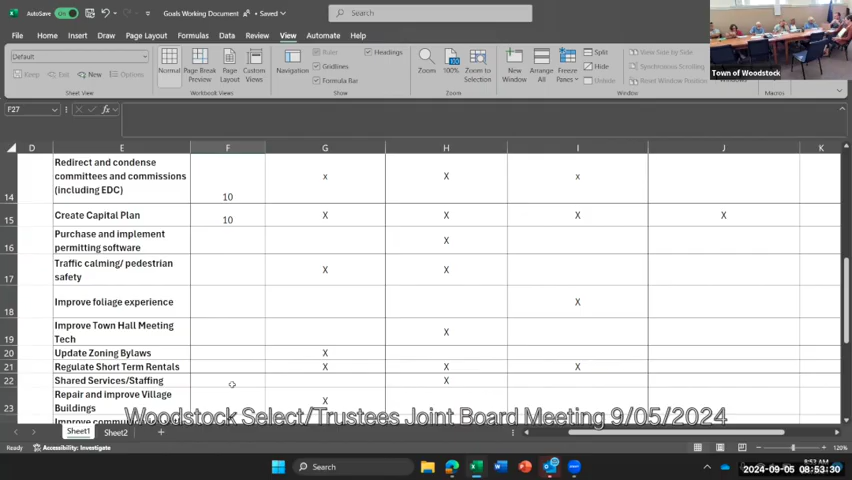 AutoSave On Goals Working Document • Saved Search
File Home Insert Draw Page Layout Formulas Data Review View Automate Help
Default
Keep Exit New Options
Normal Page Break Preview Page Layout Custom Views
Navigation
Ruler Gridlines Formula Bar Headings
Zoom 100% Zoom to Selection
New Window Arrange All Freeze Panes
Split Hide Unhide
View Side by Side
Synchronous Scrolling
Reset Window Position
Sheet View Workbook Views Show Zoom Window Macros
Town of Woodstock
F27 fx
D E F G H I J K
14 Redirect and condense committees and commissions (including EDC) 10 x X x
15 Create Capital Plan 10 X X X X
16 Purchase and implement permitting software X
17 Traffic calming/ pedestrian safety X X
18 Improve foliage experience X
19 Improve Town Hall Meeting Tech X
20 Update Zoning Bylaws X
21 Regulate Short Term Rentals X X X
22 Shared Services/Staffing X
23 Repair and improve Village Buildings X
Woodstock Select/Trustees Joint Board Meeting 9/05/2024
Sheet1 Sheet2
Ready Accessibility: Investigate 120%
Search
2024-09-05 08:53:30